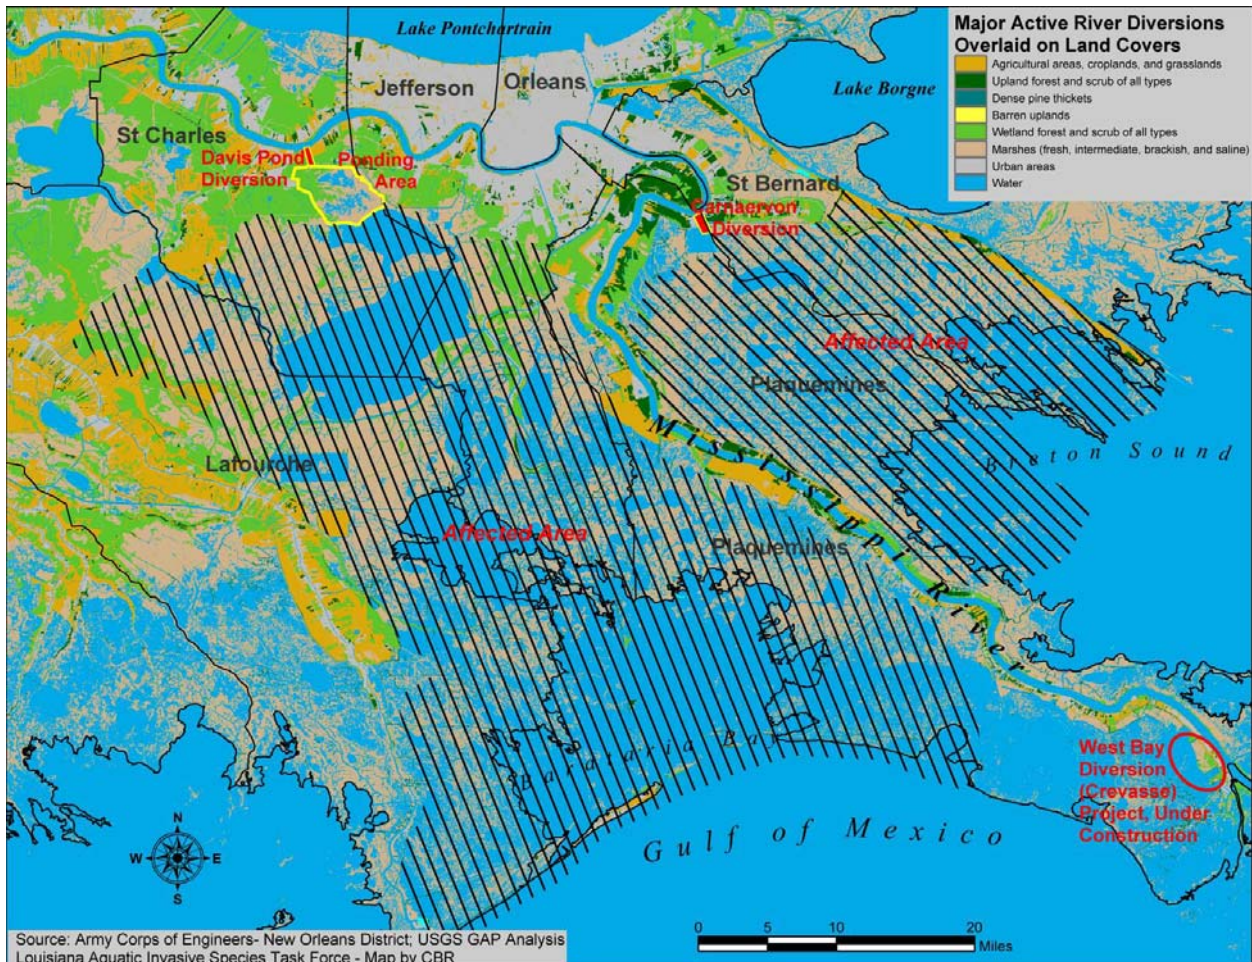 Major Active River Diversions
Overlaid on Land Covers
Agricultural areas, croplands, and grasslands
Upland forest and scrub of all types
Dense pine thickets
Barren uplands
Wetland forest and scrub of all types
Marshes (fresh, intermediate, brackish, and saline)
Urban areas
Water
Lake Pontchartrain
Jefferson
Orleans
Lake Borgne
St Charles
Davis Pond
Diversion
Ponding
Area
St Bernard
Carnaervon
Diversion
Affected Area
Plaquemines
Breton Sound
Mississippi River
Lafourche
Affected Area
Plaquemines
Barataria Bay
Gulf of Mexico
West Bay
Diversion
(Crevasse)
Project, Under
Construction
N
W E
S
0 5 10 20
Miles
Source: Army Corps of Engineers- New Orleans District; USGS GAP Analysis
Louisiana Aquatic Invasive Species Task Force - Map by CBR